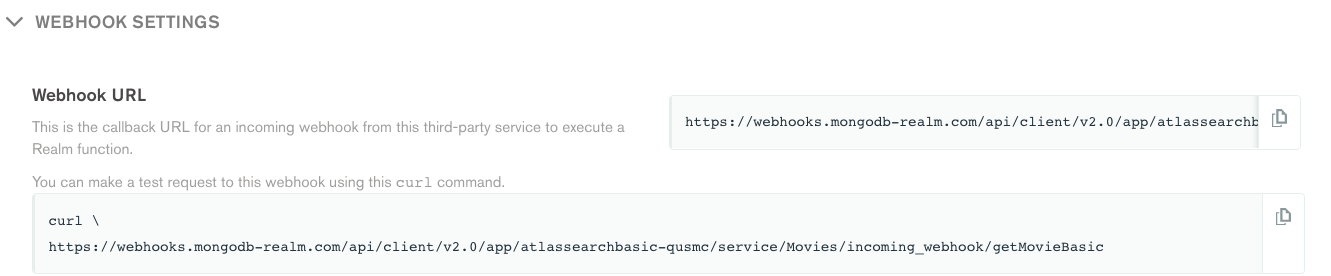 WEBHOOK SETTINGS
Webhook URL
This is the callback URL for an incoming webhook from this third-party service to execute a
Realm function.
https://webhooks.mongodb-realm.com/api/client/v2.0/app/atlassearchb
You can make a test request to this webhook using this curl command.
curl \
https://webhooks.mongodb-realm.com/api/client/v2.0/app/atlassearchbasic-qusmc/service/Movies/incoming_webhook/getMovieBasic